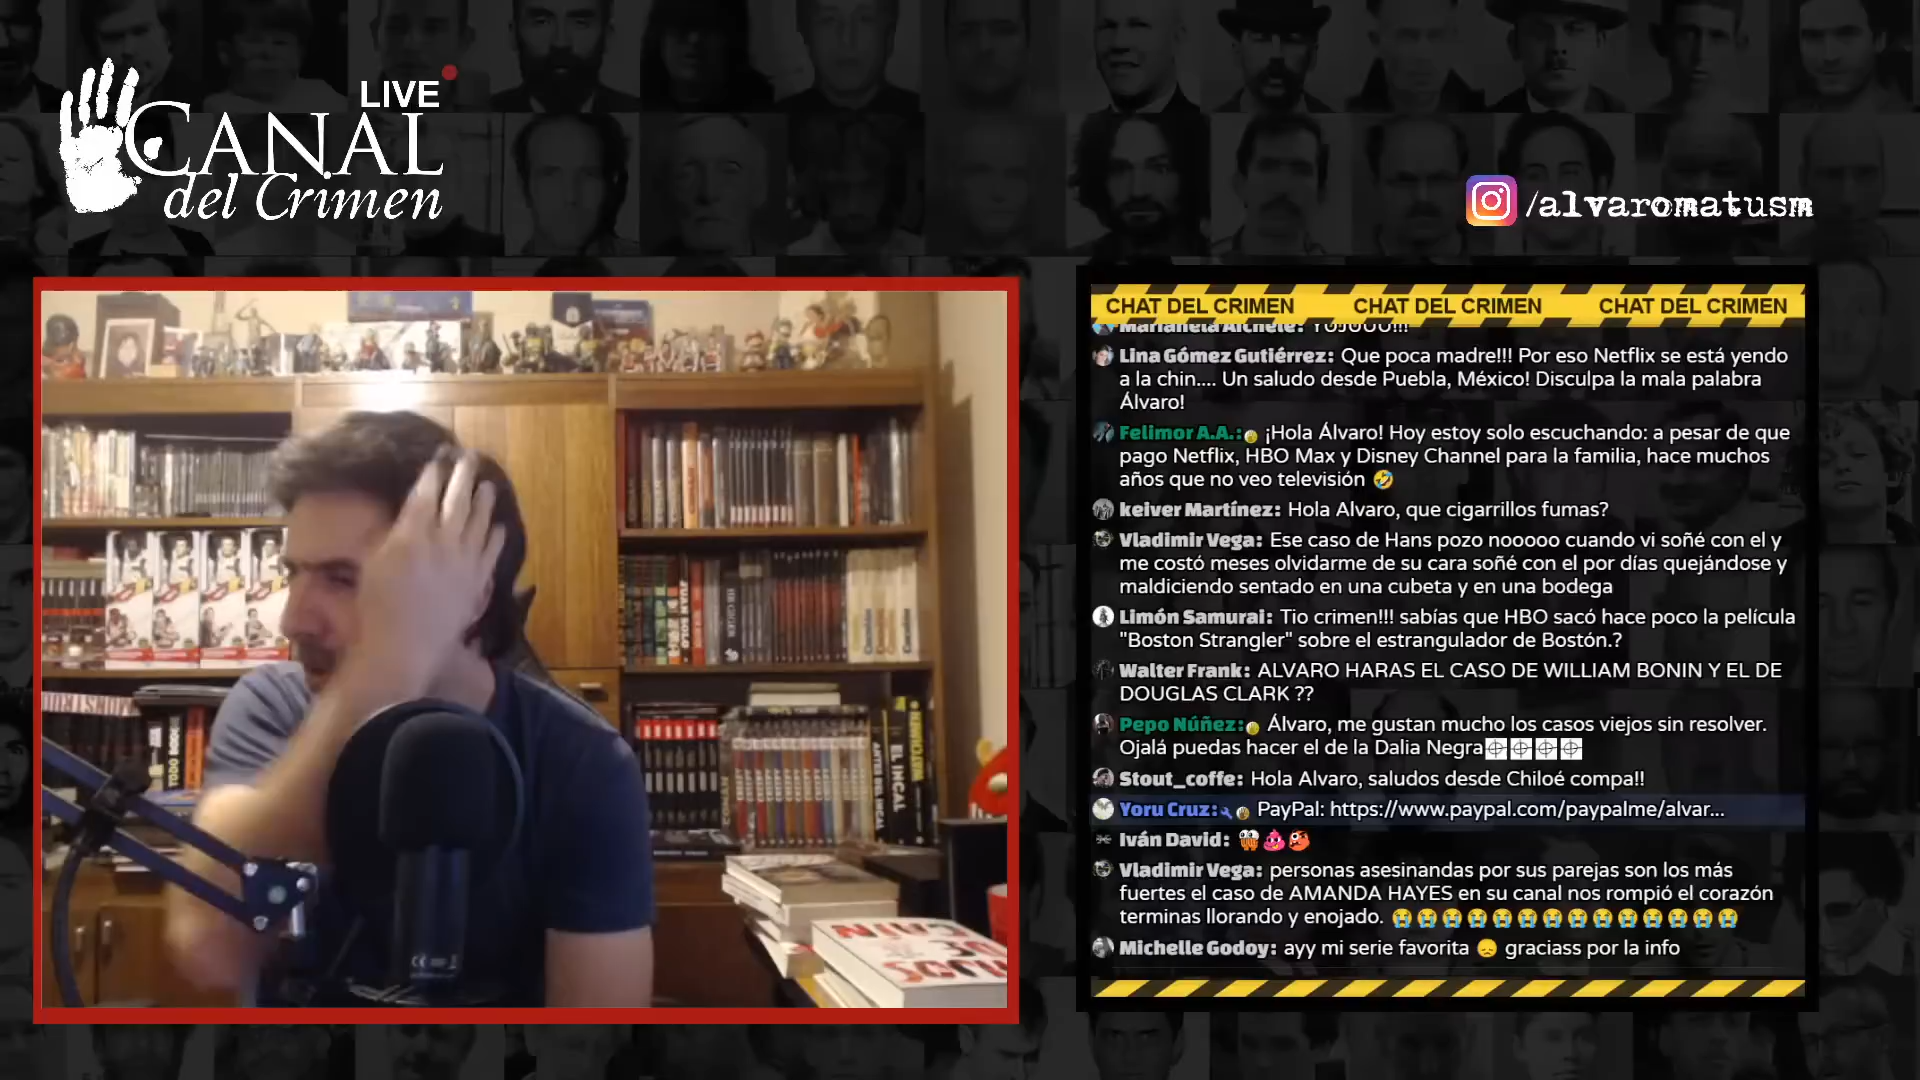 LIVE
CANAL
del Crimen
/alvaromatusm
CHAT DEL CRIMEN CHAT DEL CRIMEN CHAT DEL CRIMEN
Marianela Aichele: YOJUUU!!!
Lina Gómez Gutiérrez: Que poca madre!!! Por eso Netflix se está yendo
a la chin.... Un saludo desde Puebla, México! Disculpa la mala palabra
Álvaro!
Felimor A.A.: ¡Hola Álvaro! Hoy estoy solo escuchando: a pesar de que
pago Netflix, HBO Max y Disney Channel para la familia, hace muchos
años que no veo televisión 🤣
keiver Martínez: Hola Alvaro, que cigarrillos fumas?
Vladimir Vega: Ese caso de Hans pozo nooooo cuando vi soñé con el y
me costó meses olvidarme de su cara soñé con el por días quejándose y
maldiciendo sentado en una cubeta y en una bodega
Limón Samurai: Tio crimen!!! sabías que HBO sacó hace poco la película
"Boston Strangler" sobre el estrangulador de Bostón.?
Walter Frank: ALVARO HARAS EL CASO DE WILLIAM BONIN Y EL DE
DOUGLAS CLARK ??
Pepo Núñez: Álvaro, me gustan mucho los casos viejos sin resolver.
Ojalá puedas hacer el de la Dalia Negra
Stout_coffe: Hola Alvaro, saludos desde Chiloé compa!!
Yoru Cruz: PayPal: https://www.paypal.com/paypalme/alvar...
Iván David:
Vladimir Vega: personas asesinandas por sus parejas son los más
fuertes el caso de AMANDA HAYES en su canal nos rompió el corazón
terminas llorando y enojado. 😭😭😭😭😭😭😭😭😭😭😭😭😭😭
Michelle Godoy: ayy mi serie favorita 😞 graciass por la info
JUAN SOLO
TODO BODE
EL INCAL